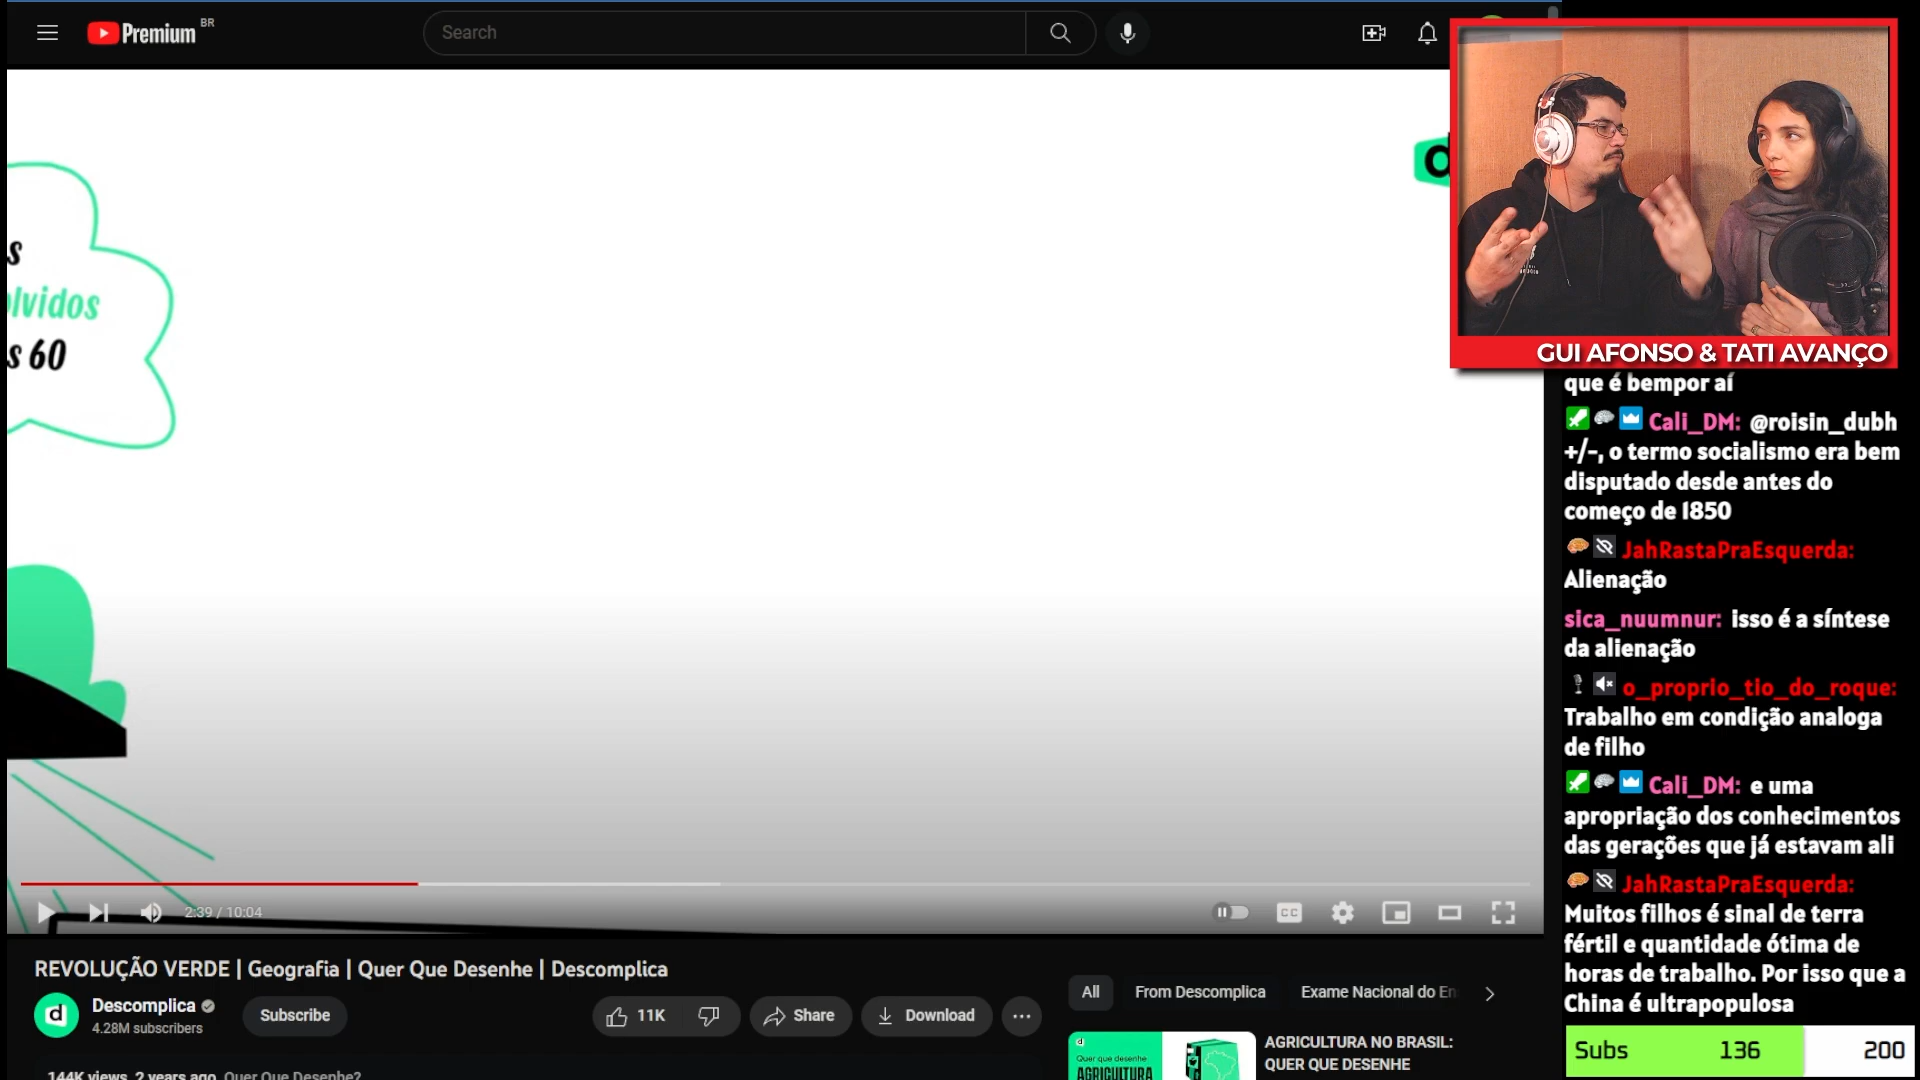 Premium BR
Search
s
lvidos
s 60
d
GUI AFONSO & TATI AVANÇO
que é bempor aí
Cali_DM: @roisin_dubh
+/-, o termo socialismo era bem
disputado desde antes do
começo de 1850
JahRastaPraEsquerda:
Alienação
sica_nuumnur: isso é a síntese
da alienação
o_proprio_tio_do_roque:
Trabalho em condição analoga
de filho
Cali_DM: e uma
apropriação dos conhecimentos
das gerações que já estavam ali
JahRastaPraEsquerda:
Muitos filhos é sinal de terra
fértil e quantidade ótima de
horas de trabalho. Por isso que a
China é ultrapopulosa
Subs 136 200
2:39 / 10:04
CC
REVOLUÇÃO VERDE | Geografia | Quer Que Desenhe | Descomplica
d
Descomplica
4.28M subscribers
Subscribe
11K
Share
Download
144K views 2 years ago Quer Que Desenhe?
All
From Descomplica
Exame Nacional do En
d
Quer que desenhe
AGRICULTURA
AGRICULTURA NO BRASIL:
QUER QUE DESENHE